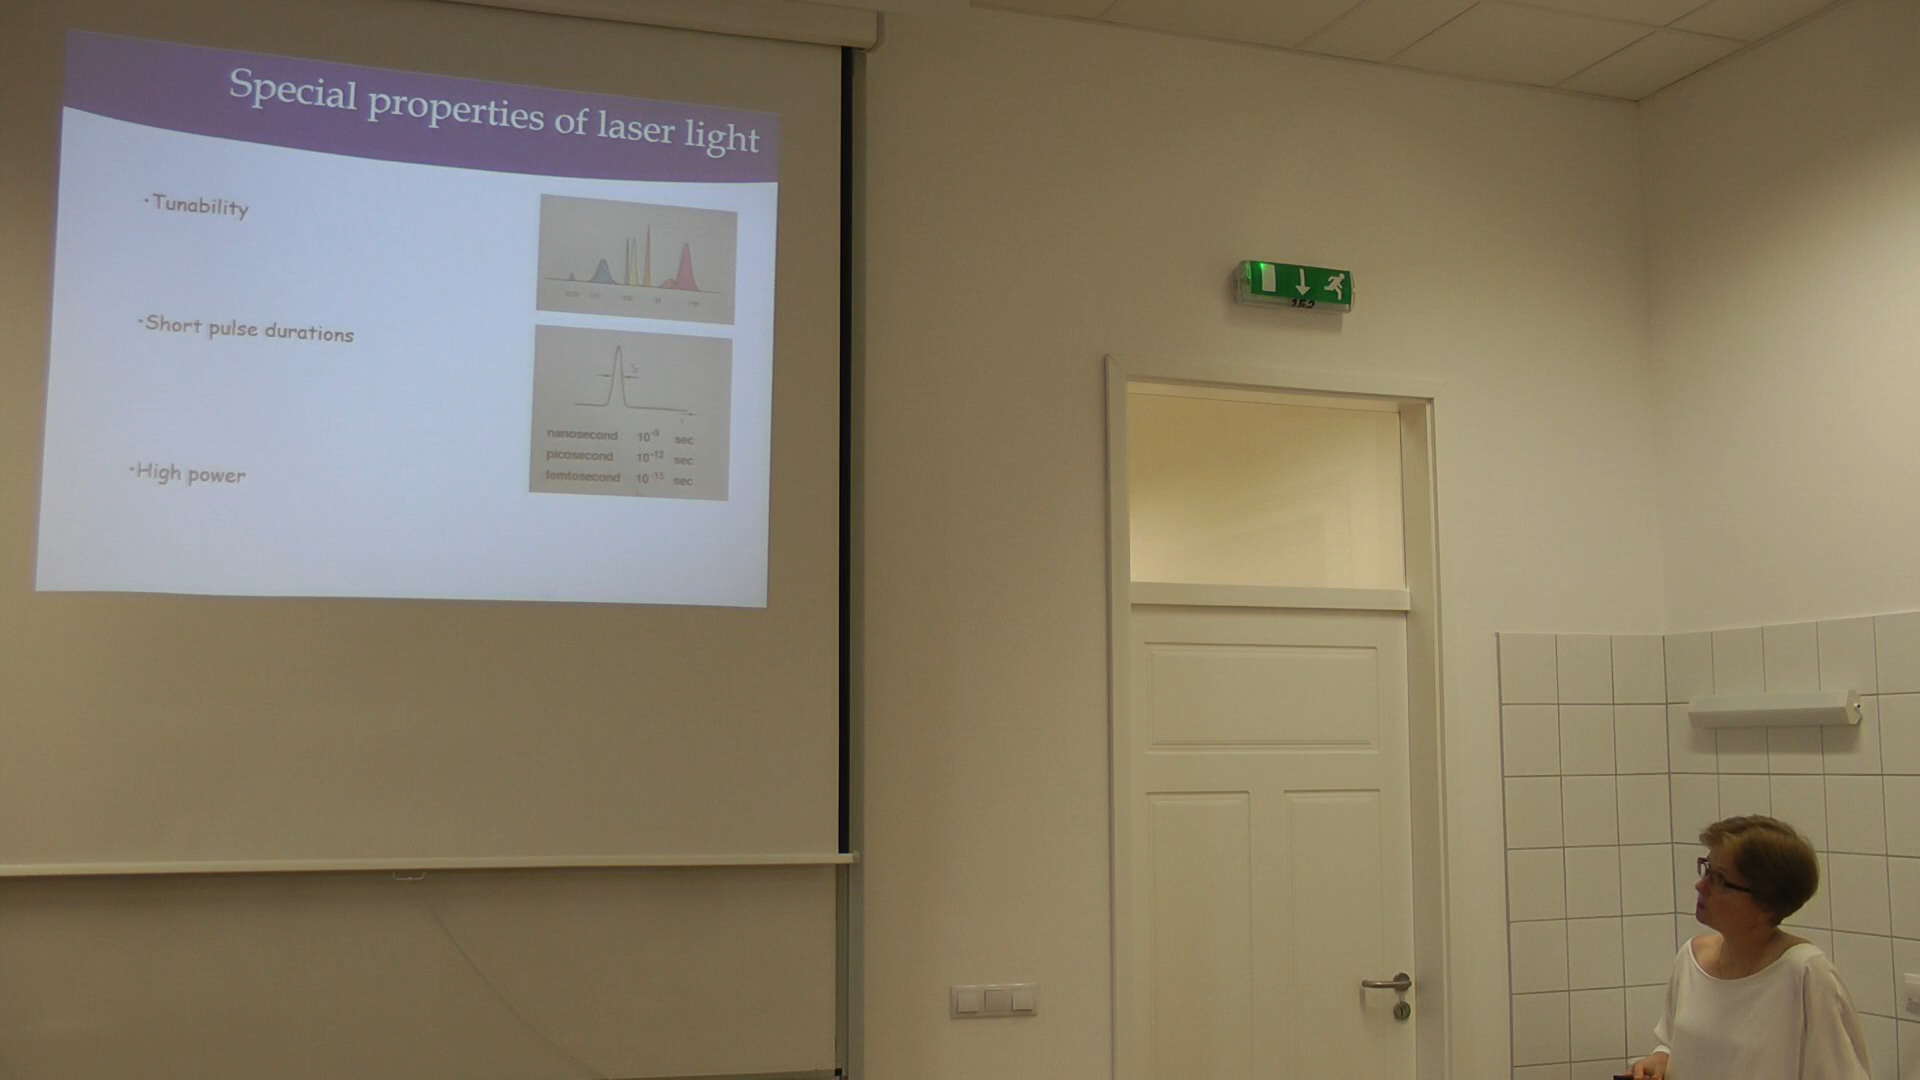 Special properties of laser light
•Tunability
•Short pulse durations
nanosecond 10⁻⁹ sec
picosecond 10⁻¹² sec
femtosecond 10⁻¹⁵ sec
•High power
152